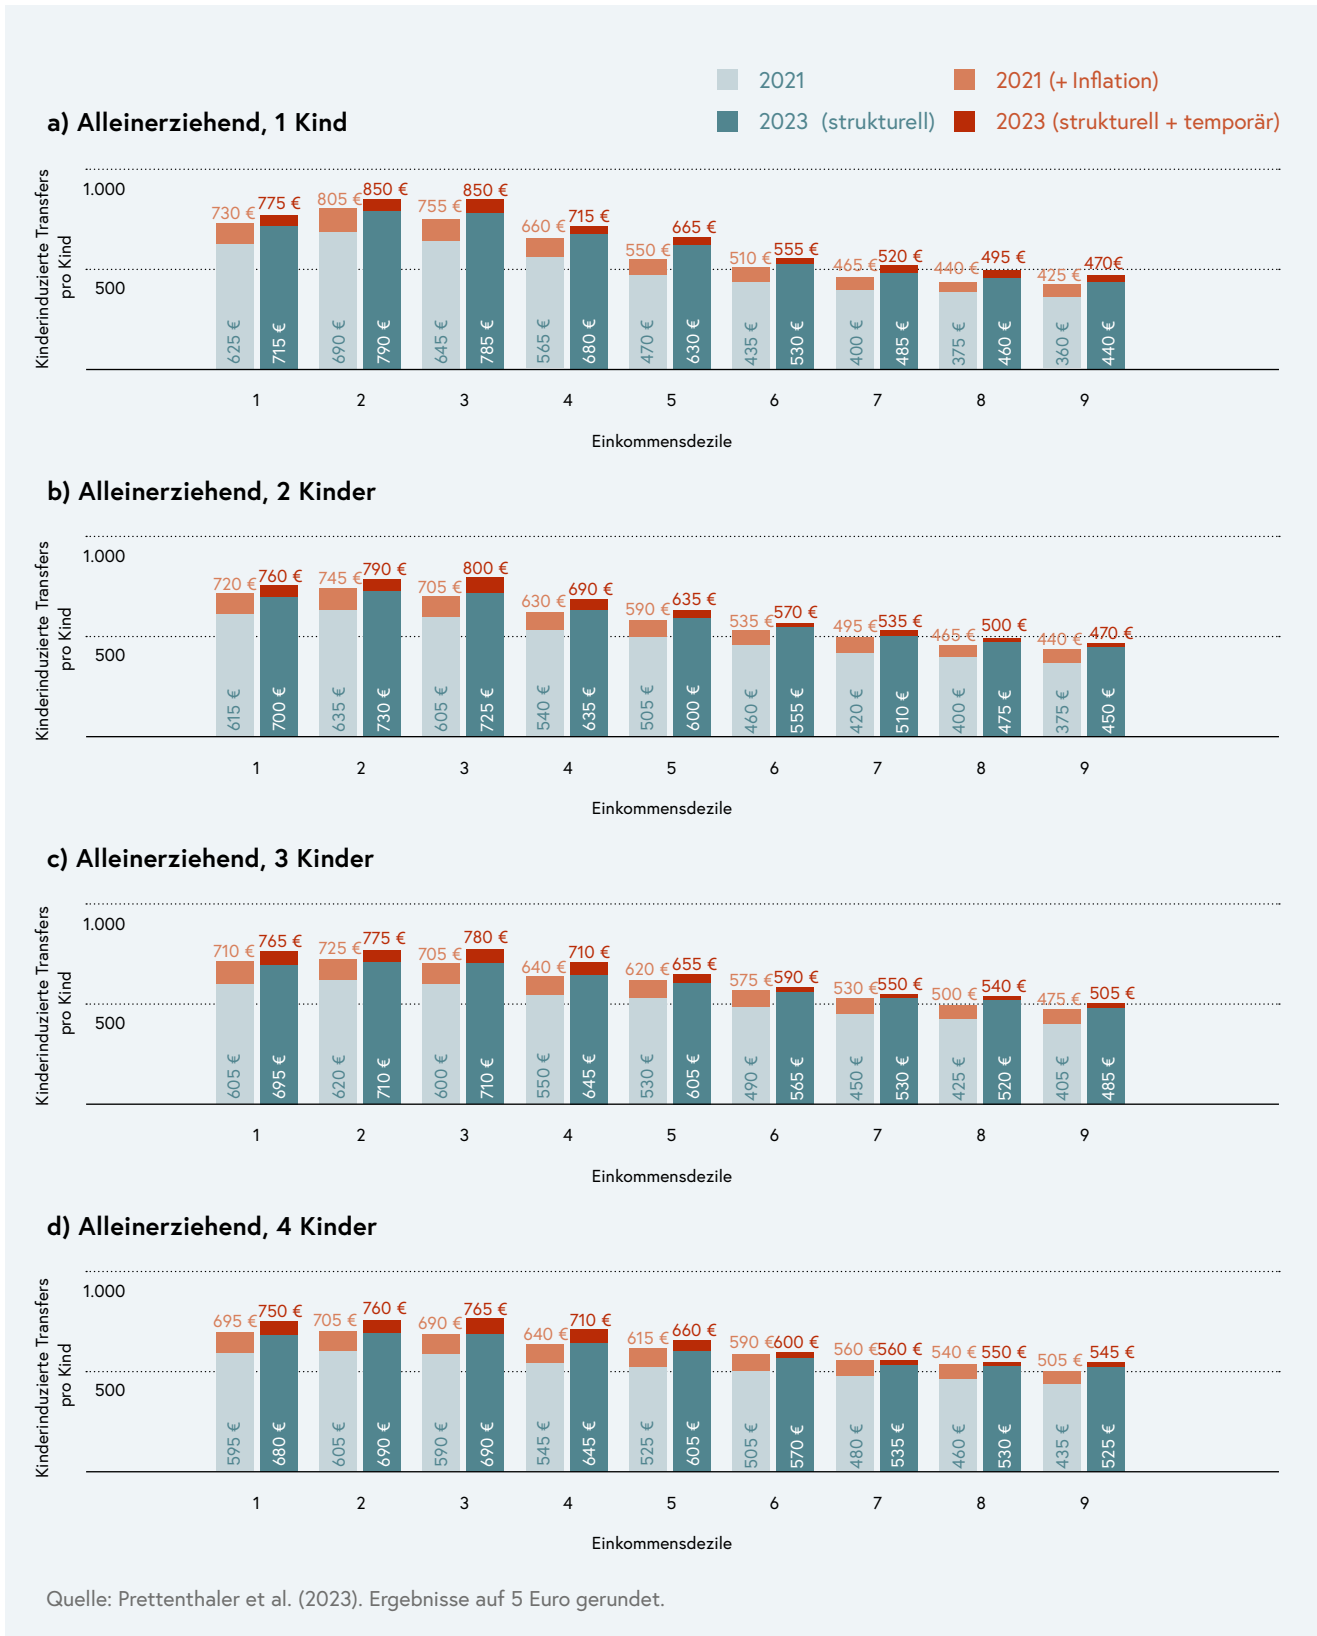 2021
2021 (+ Inflation)
2023 (strukturell)
2023 (strukturell + temporär)
a) Alleinerziehend, 1 Kind
Kinderinduzierte Transfers
pro Kind
1.000
500
730 € 775 € 805 € 850 € 755 € 850 € 660 € 715 € 550 € 665 € 510 € 555 € 465 € 520 € 440 € 495 € 425 € 470€
625 € 715 € 690 € 790 € 645 € 785 € 565 € 680 € 470 € 630 € 435 € 530 € 400 € 485 € 375 € 460 € 360 € 440 €
1 2 3 4 5 6 7 8 9
Einkommensdezile
b) Alleinerziehend, 2 Kinder
Kinderinduzierte Transfers
pro Kind
1.000
500
720 € 760 € 745 € 790 € 705 € 800 € 630 € 690 € 590 € 635 € 535 € 570 € 495 € 535 € 465 € 500 € 440 € 470 €
615 € 700 € 635 € 730 € 605 € 725 € 540 € 635 € 505 € 600 € 460 € 555 € 420 € 510 € 400 € 475 € 375 € 450 €
1 2 3 4 5 6 7 8 9
Einkommensdezile
c) Alleinerziehend, 3 Kinder
Kinderinduzierte Transfers
pro Kind
1.000
500
710 € 765 € 725 € 775 € 705 € 780 € 640 € 710 € 620 € 655 € 575 € 590 € 530 € 550 € 500 € 540 € 475 € 505 €
605 € 695 € 620 € 710 € 600 € 710 € 550 € 645 € 530 € 605 € 490 € 565 € 450 € 530 € 425 € 520 € 405 € 485 €
1 2 3 4 5 6 7 8 9
Einkommensdezile
d) Alleinerziehend, 4 Kinder
Kinderinduzierte Transfers
pro Kind
1.000
500
695 € 750 € 705 € 760 € 690 € 765 € 640 € 710 € 615 € 660 € 590 € 600 € 560 € 560 € 540 € 550 € 505 € 545 €
595 € 680 € 605 € 690 € 590 € 690 € 545 € 645 € 525 € 605 € 505 € 570 € 480 € 535 € 460 € 530 € 435 € 525 €
1 2 3 4 5 6 7 8 9
Einkommensdezile
Quelle: Prettenthaler et al. (2023). Ergebnisse auf 5 Euro gerundet.